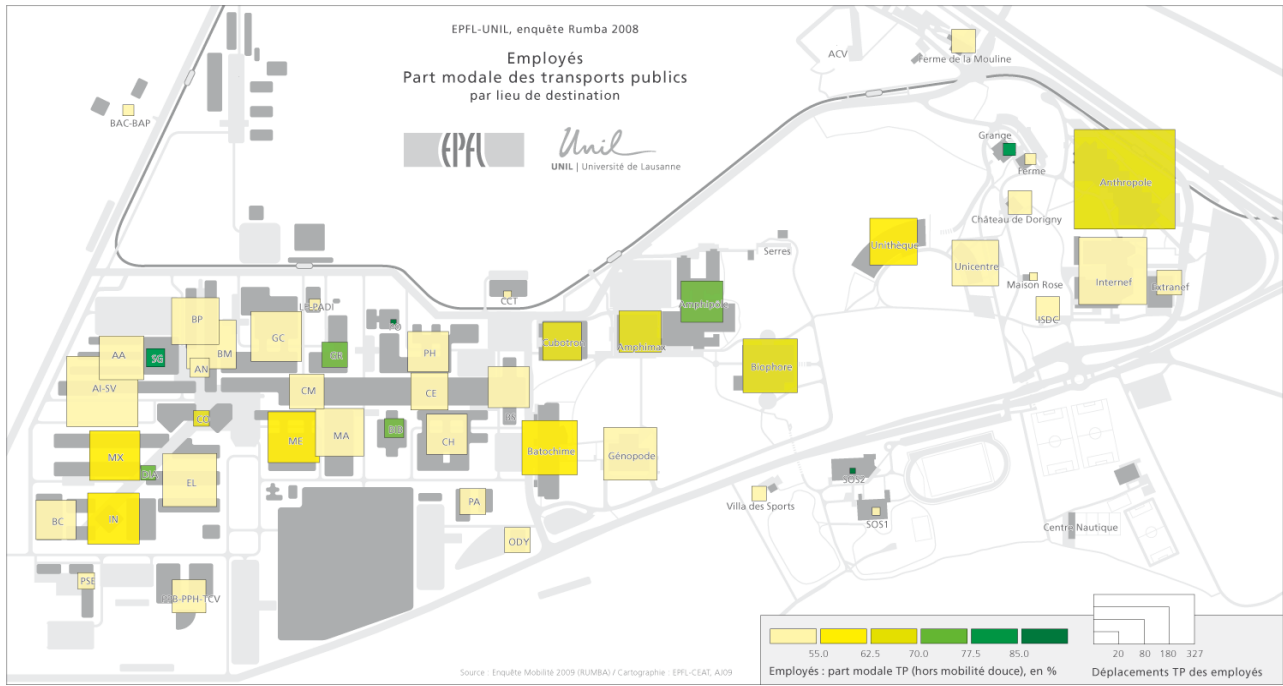 EPFL-UNIL, enquête Rumba 2008
Employés
Part modale des transports publics
par lieu de destination
EPFL
Unil
UNIL | Université de Lausanne
ACV
Ferme de la Mouline
BAC-BAP
Grange
Ferme
Anthropole
Château de Dorigny
Unithèque
Serres
Unicentre
Internef
Extranef
Maison Rose
ISDC
CCT
Amphipôle
BP
GC
BM
AA
SG
AN
AI-SV
GR
PH
Cubotron
Amphimax
Biophore
CM
CE
CO
ME
MA
CH
MX
EL
Batochime
Génopode
BC
IN
PA
ODY
Villa des Sports
SOS2
SOS1
Centre Nautique
PSE
55.0 62.5 70.0 77.5 85.0
Employés : part modale TP (hors mobilité douce), en %
20 80 180 327
Déplacements TP des employés
Source : Enquête Mobilité 2009 (RUMBA) / Cartographie : EPFL-CEAT, AJ/09